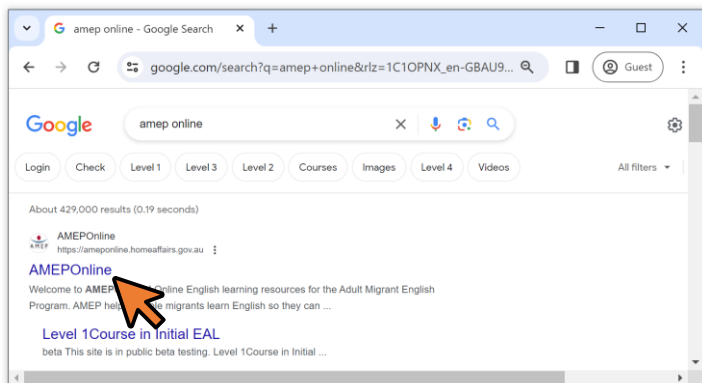 amep online - Google Search
google.com/search?q=amep+online&rlz=1C1OPNX_en-GBAU9...
Guest
Google
amep online
Login
Check
Level 1
Level 3
Level 2
Courses
Images
Level 4
Videos
All filters
About 429,000 results (0.19 seconds)
AMEP
AMEPOnline
https://ameponline.homeaffairs.gov.au
AMEPOnline
Welcome to AMEP Online English learning resources for the Adult Migrant English
Program. AMEP help migrants learn English so they can ...
Level 1Course in Initial EAL
beta This site is in public beta testing. Level 1Course in Initial ...